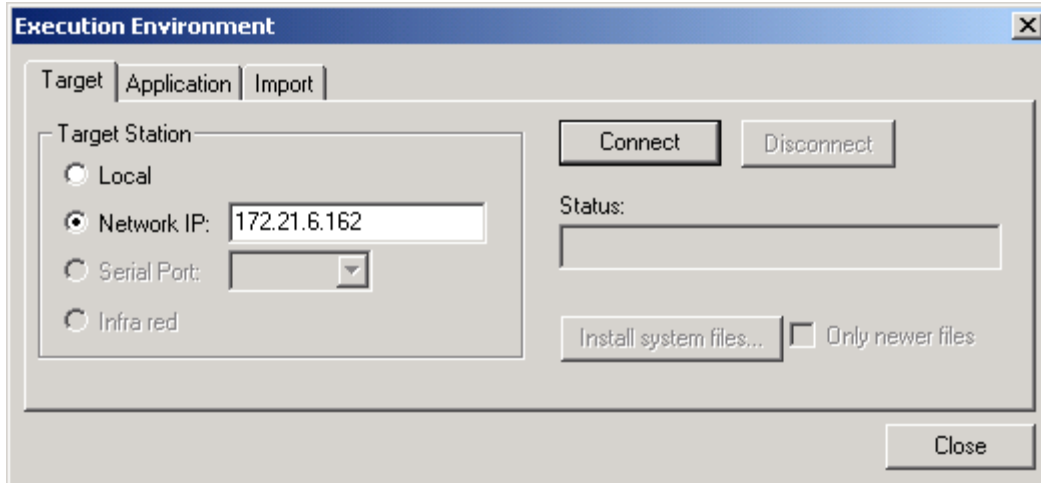 Execution Environment
Target Application Import
Target Station
Local
Network IP: 172.21.6.162
Serial Port:
Infra red
Connect Disconnect
Status:
Install system files... Only newer files
Close